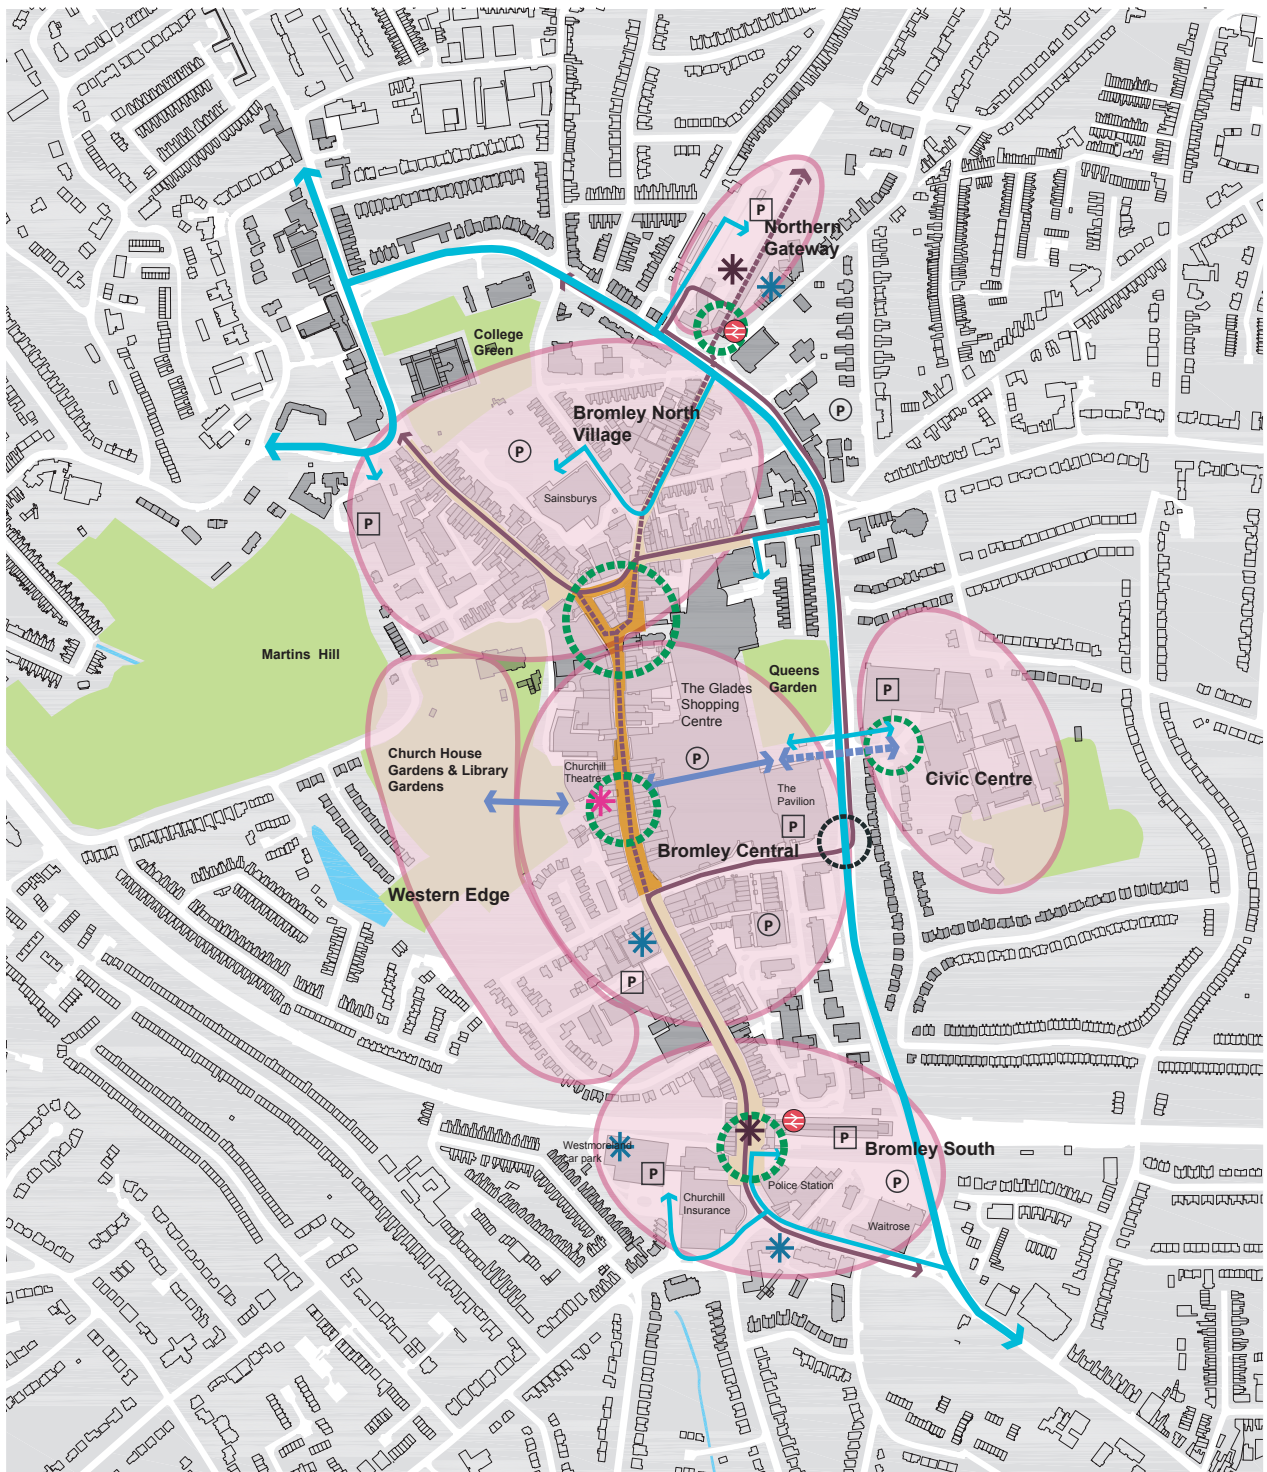 P
Northern
Gateway
College
Green
P
Bromley North
Village
P
Sainsburys
P
Martins Hill
Queens
Garden
The Glades
Shopping
Centre
P
Church House
Gardens & Library
Gardens
Churchill
Theatre
P
Civic Centre
The
Pavilion
P
Bromley Central
Western Edge
P
P
Westmoreland
car park
P
Bromley South
P
Churchill
Insurance
Police Station
P
Waitrose